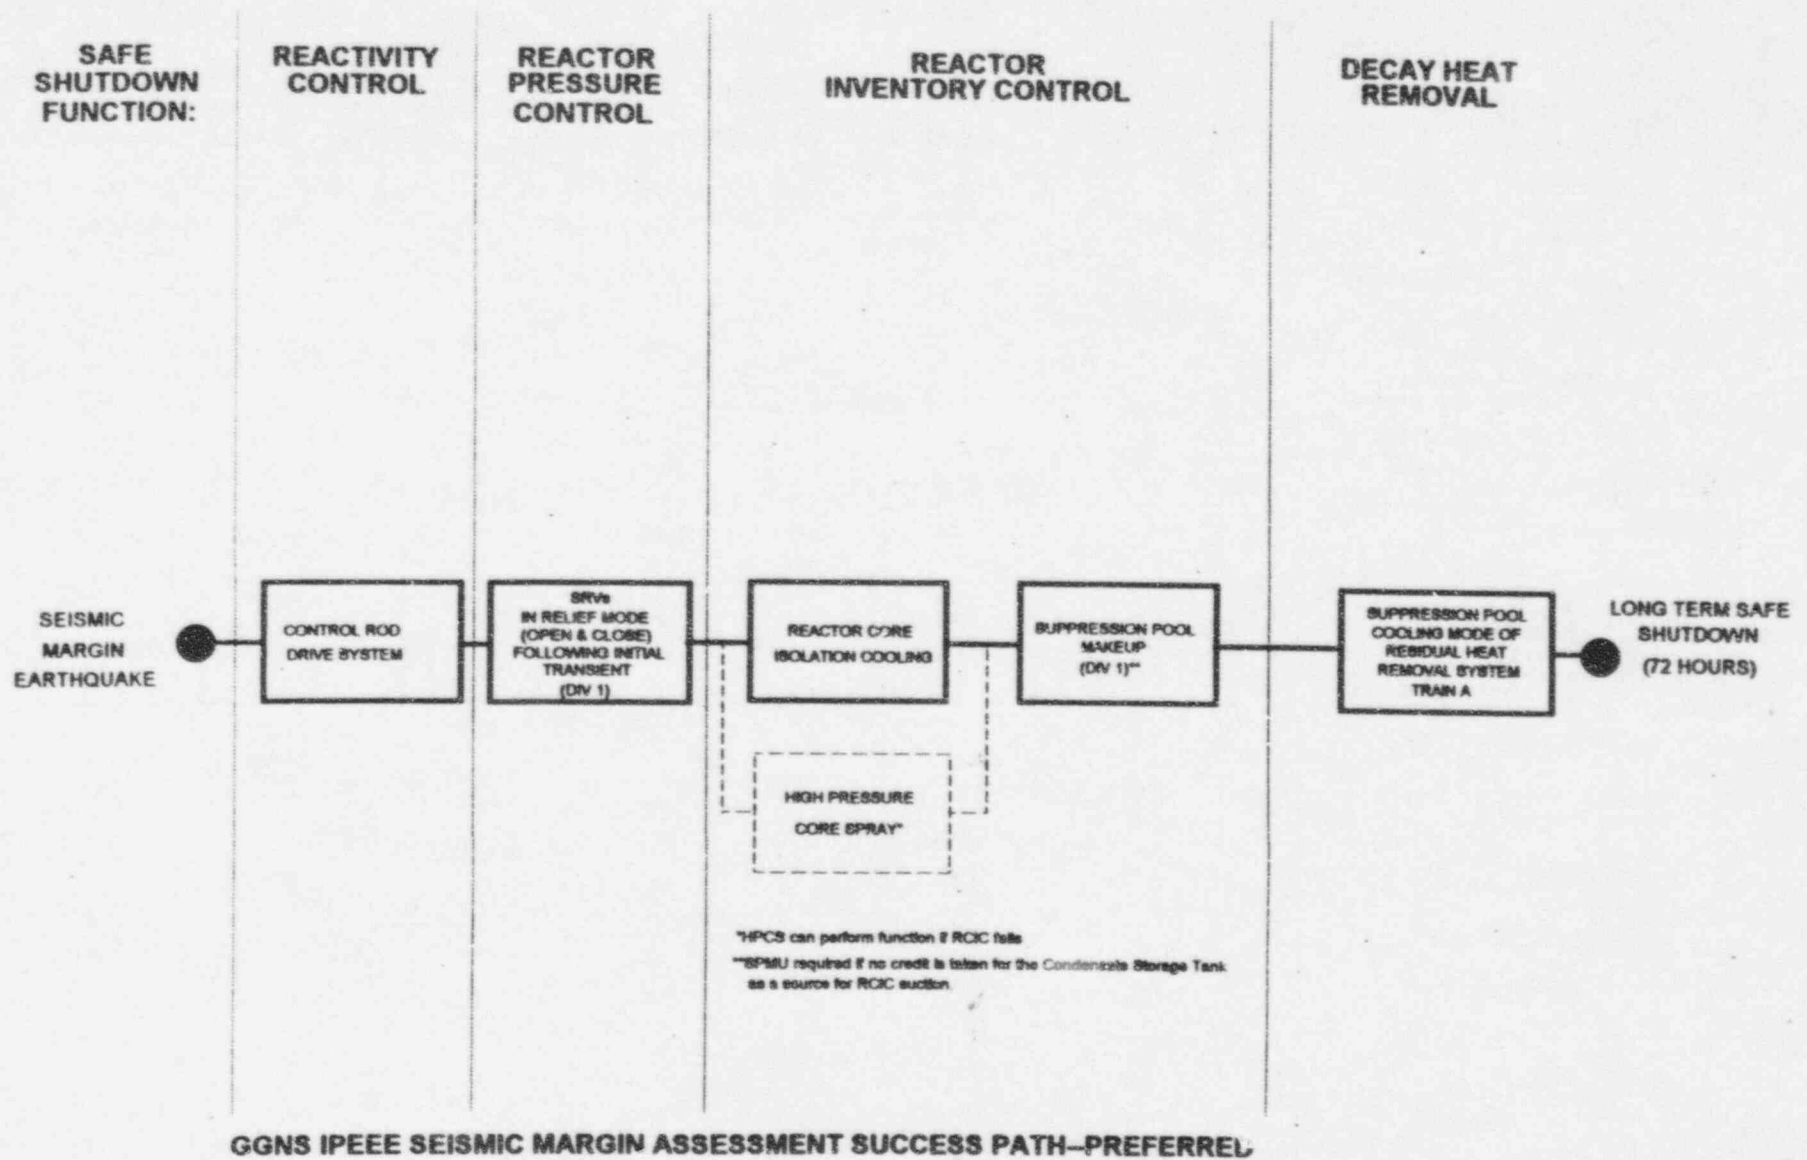 SAFE
SHUTDOWN
FUNCTION:
REACTIVITY
CONTROL
REACTOR
PRESSURE
CONTROL
REACTOR
INVENTORY CONTROL
DECAY HEAT
REMOVAL
SEISMIC
MARGIN
EARTHQUAKE
CONTROL ROD
DRIVE SYSTEM
SRVs
IN RELIEF MODE
(OPEN & CLOSE)
FOLLOWING INITIAL
TRANSIENT
(DIV 1)
REACTOR CORE
ISOLATION COOLING
SUPPRESSION POOL
MAKEUP
(DIV 1)**
SUPPRESSION POOL
COOLING MODE OF
RESIDUAL HEAT
REMOVAL SYSTEM
TRAIN A
LONG TERM SAFE
SHUTDOWN
(72 HOURS)
HIGH PRESSURE
CORE SPRAY*
*HPCS can perform function if RCIC fails
**SPMU required if no credit is taken for the Condensate Storage Tank
as a source for RCIC suction.
GGNS IPEEE SEISMIC MARGIN ASSESSMENT SUCCESS PATH–PREFERRED